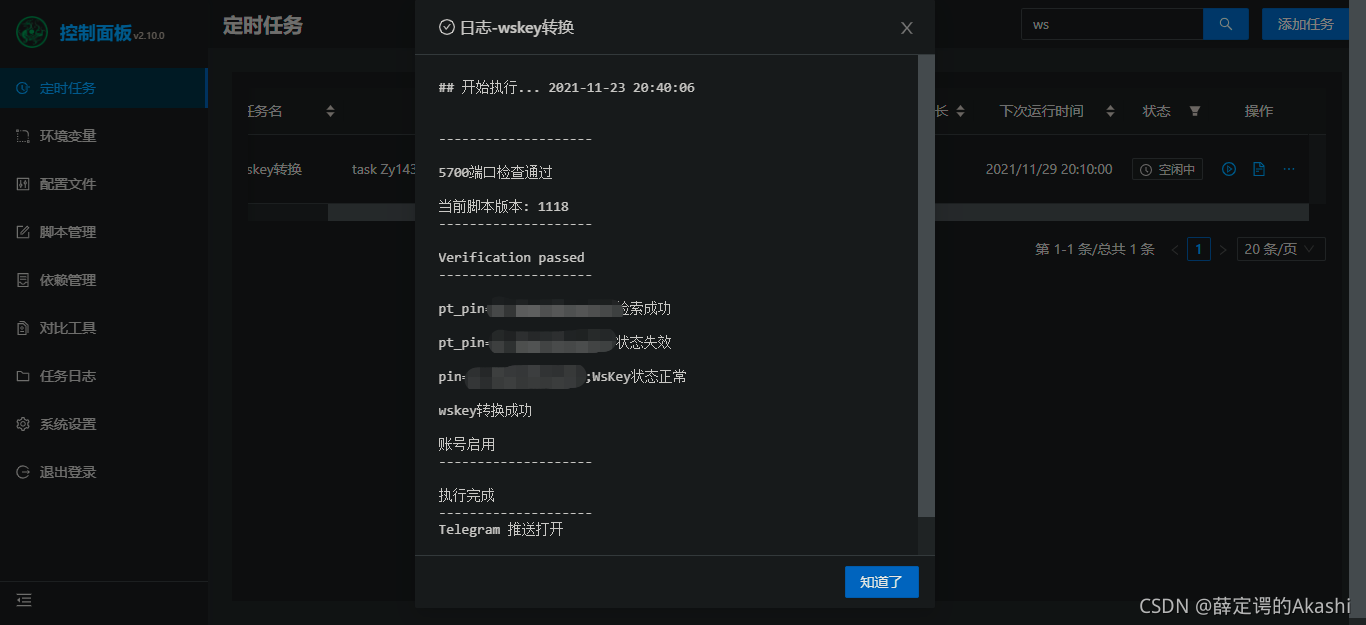 控制面板 v2.10.0
定时任务
环境变量
配置文件
脚本管理
依赖管理
对比工具
任务日志
系统设置
退出登录
定时任务
ws
添加任务
任务名
长
下次运行时间
状态
操作
skey转换
task Zy143
2021/11/29 20:10:00
空闲中
第 1-1 条/总共 1 条
1
20 条/页
日志-wskey转换
## 开始执行... 2021-11-23 20:40:06
--------------------
5700端口检查通过
当前脚本版本: 1118
--------------------
Verification passed
--------------------
pt_pin=
检索成功
pt_pin=
状态失效
pin=
;WsKey状态正常
wskey转换成功
账号启用
--------------------
执行完成
--------------------
Telegram 推送打开
知道了
CSDN @薛定谔的Akashi